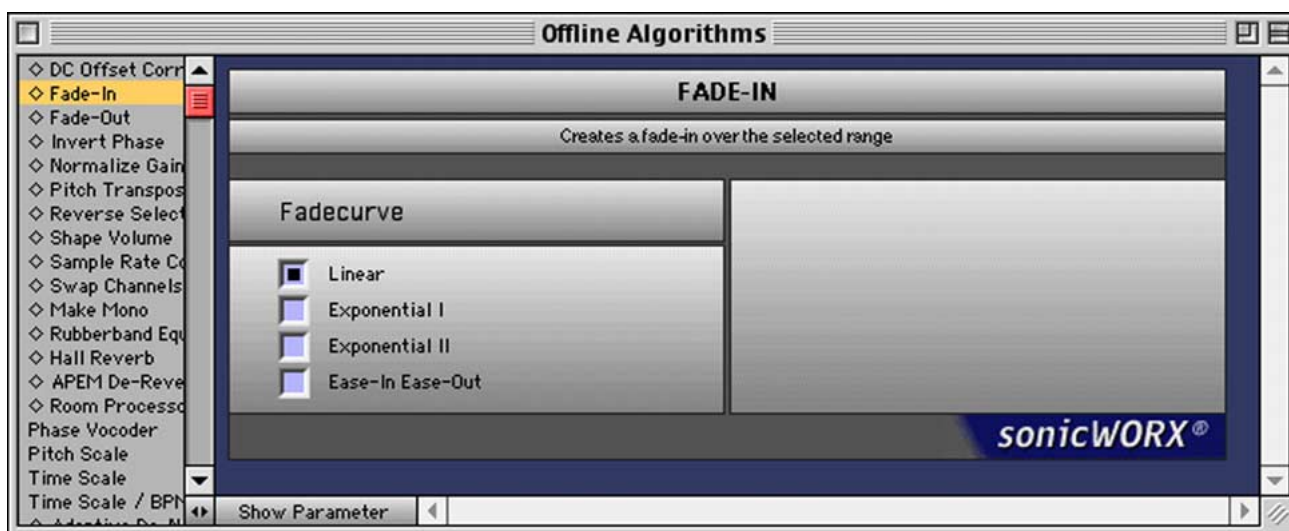 Offline Algorithms
◇ DC Offset Corr
◇ Fade-In
◇ Fade-Out
◇ Invert Phase
◇ Normalize Gain
◇ Pitch Transpos
◇ Reverse Select
◇ Shape Volume
◇ Sample Rate Co
◇ Swap Channels
◇ Make Mono
◇ Rubberband Equ
◇ Hall Reverb
◇ APEM De-Reve
◇ Room Processo
Phase Vocoder
Pitch Scale
Time Scale
Time Scale / BPM
FADE-IN
Creates a fade-in over the selected range
Fadecurve
Linear
Exponential I
Exponential II
Ease-In Ease-Out
sonicWORX®
Show Parameter